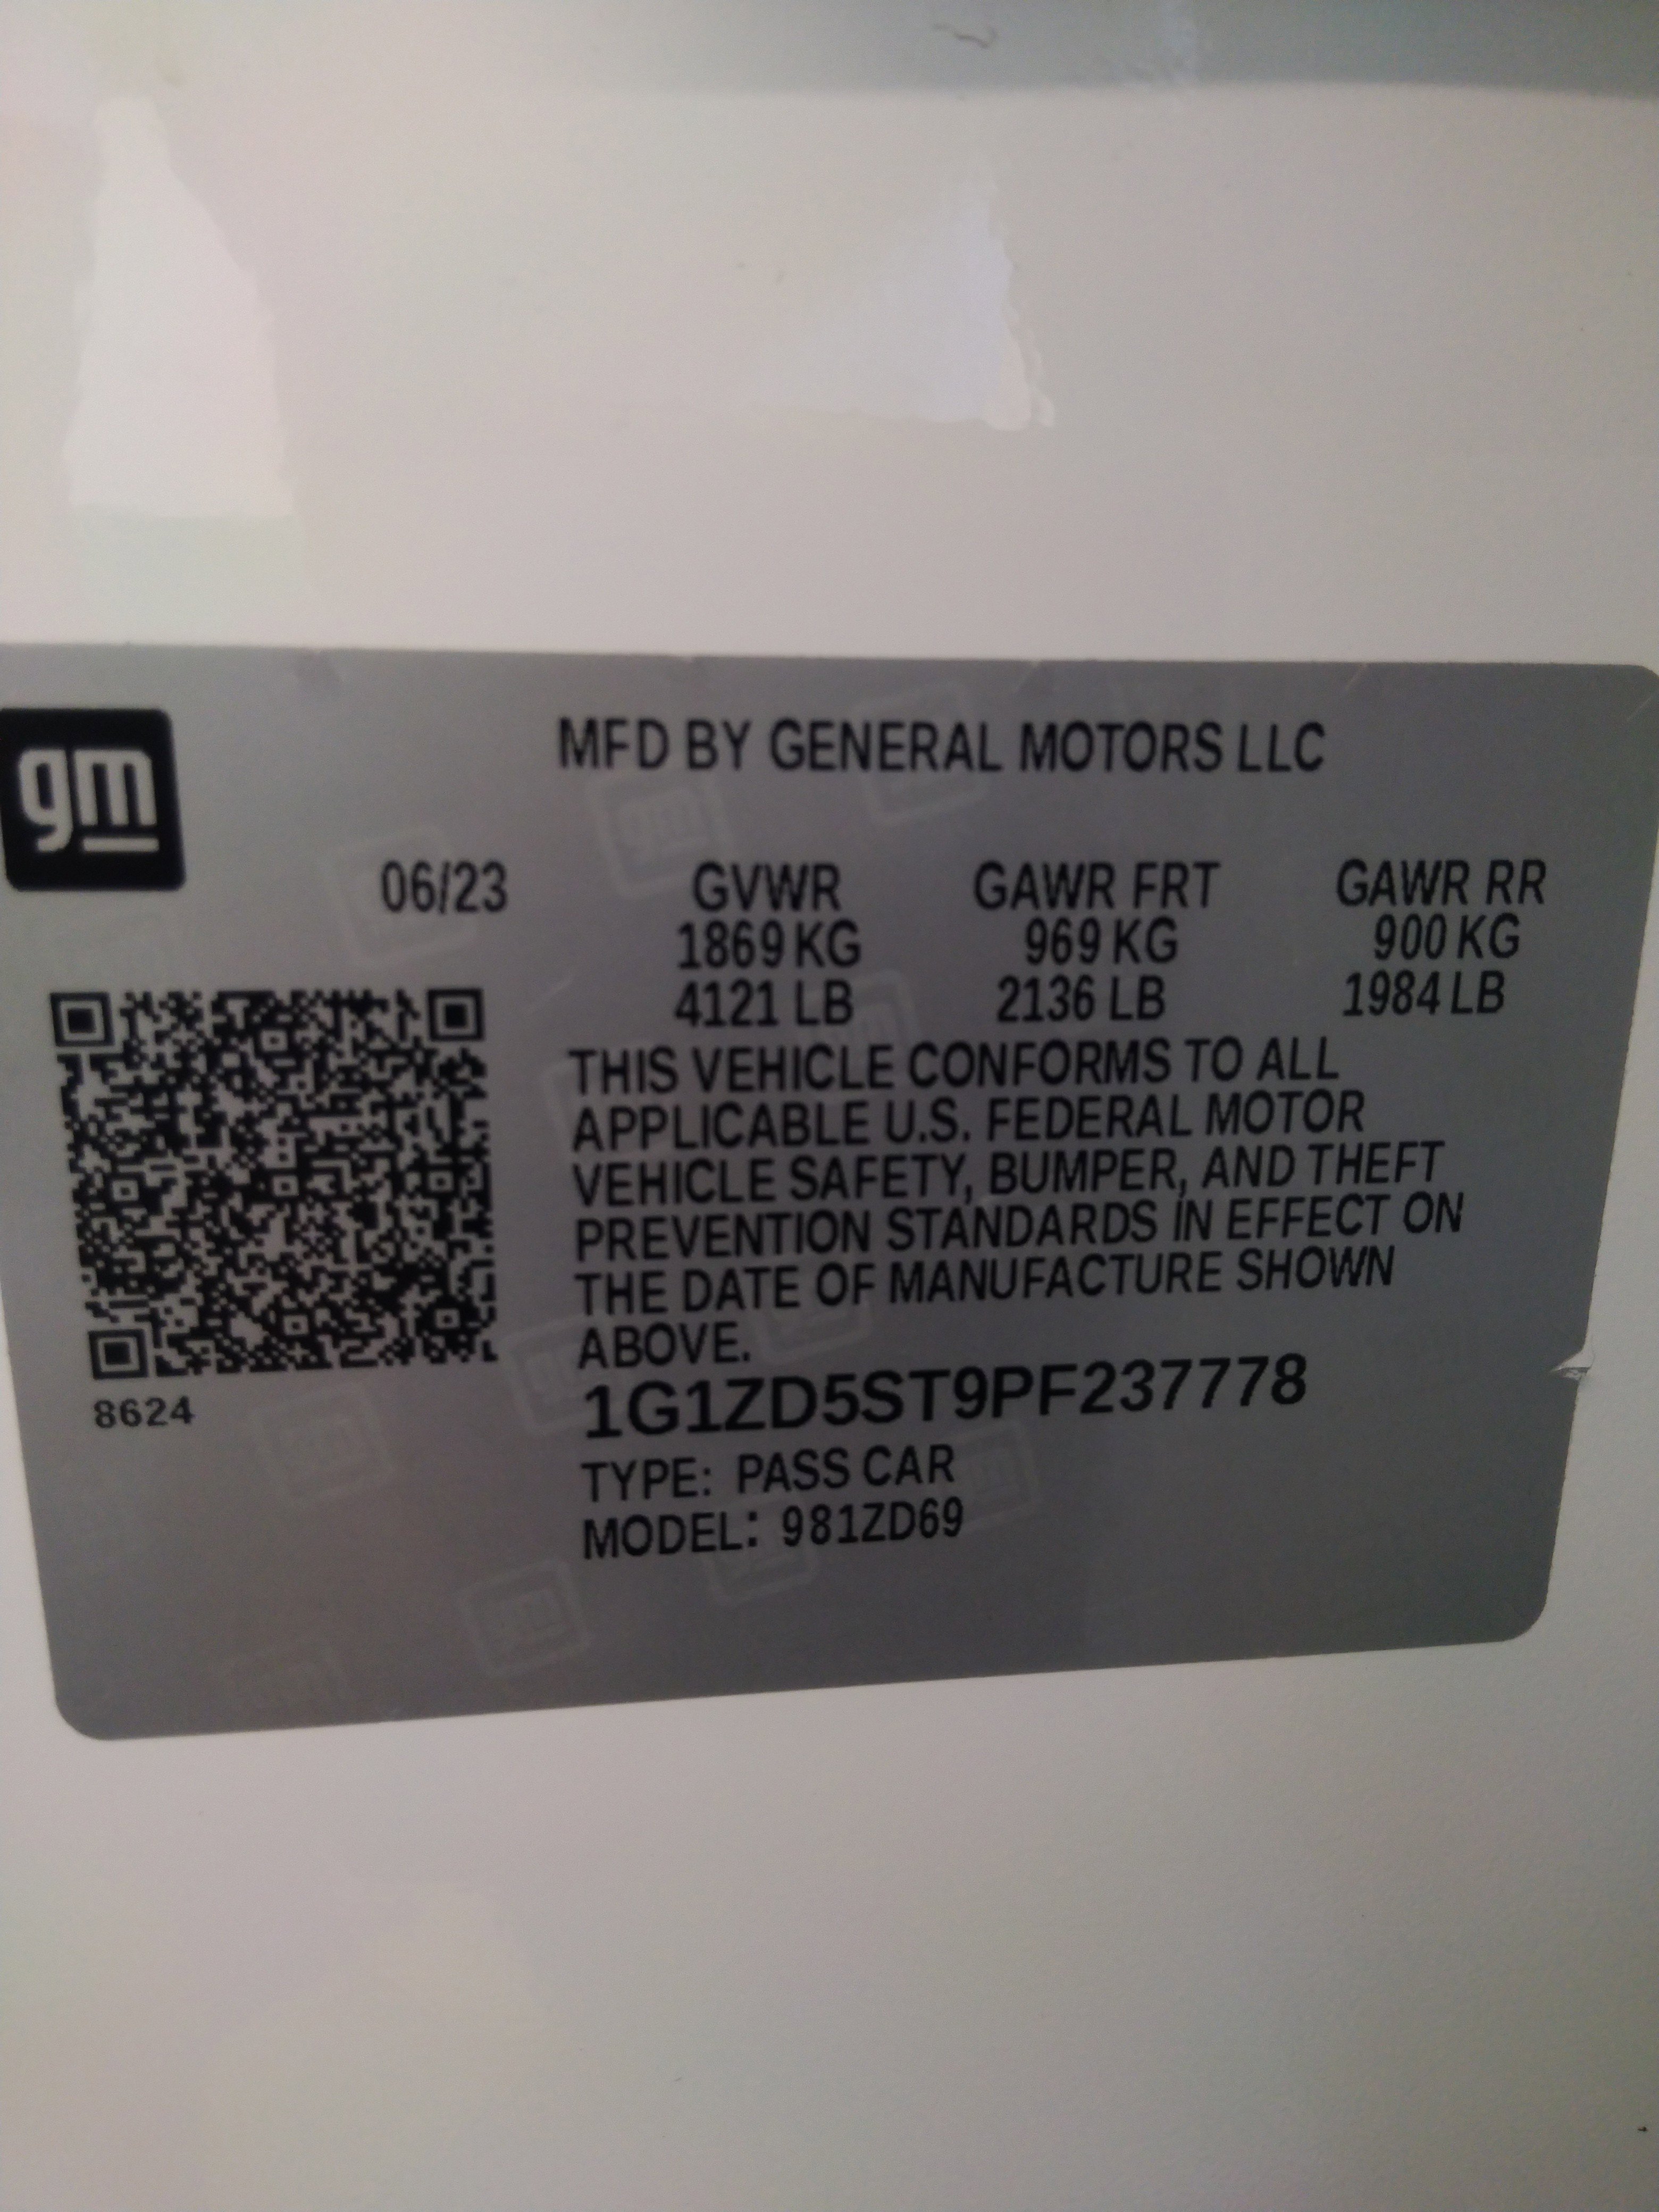 gm
MFD BY GENERAL MOTORS LLC
06/23 GVWR GAWR FRT GAWR RR
1869 KG 969 KG 900 KG
4121 LB 2136 LB 1984 LB
THIS VEHICLE CONFORMS TO ALL
APPLICABLE U.S. FEDERAL MOTOR
VEHICLE SAFETY, BUMPER, AND THEFT
PREVENTION STANDARDS IN EFFECT ON
THE DATE OF MANUFACTURE SHOWN
ABOVE.
8624
1G1ZD5ST9PF237778
TYPE: PASS CAR
MODEL: 981ZD69